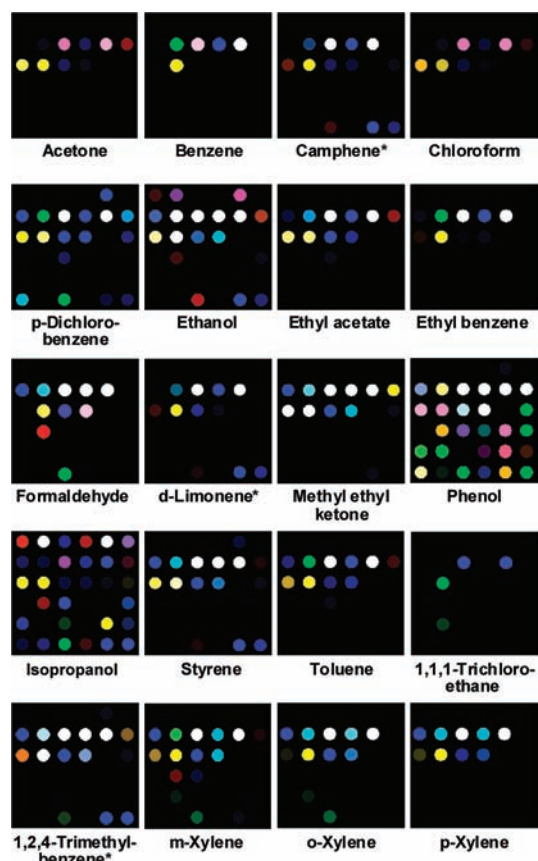 Acetone
Benzene
Camphene*
Chloroform
p-Dichloro-
benzene
Ethanol
Ethyl acetate
Ethyl benzene
Formaldehyde
d-Limonene*
Methyl ethyl
ketone
Phenol
Isopropanol
Styrene
Toluene
1,1,1-Trichloro-
ethane
1,2,4-Trimethyl-
benzene*
m-Xylene
o-Xylene
p-Xylene